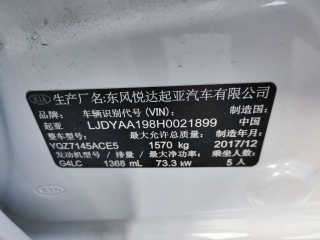 KIA 生产厂名:东风悦达起亚汽车有限公司
品牌: 车辆识别代号(VIN): 制造国:
起亚 LJDYAA198H0021899 中国
整车型号: 最大允许总质量: 制造年月:
YQZ7145ACE5 1570 kg 2017/12
发动机型号 / 排量 / 最大净功率: 乘坐人数:
G4LC 1368 mL 73.3 kw 5 人